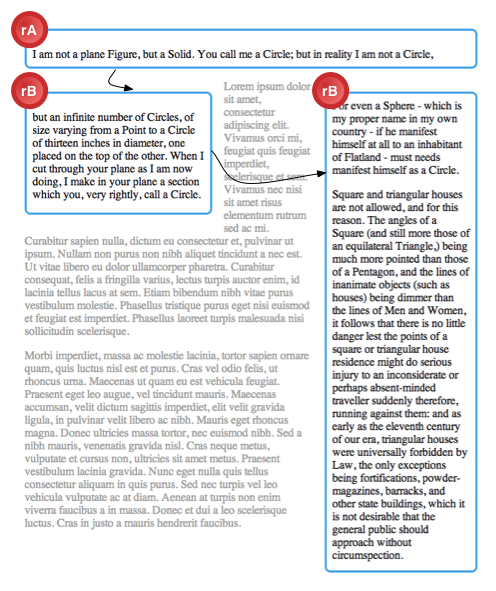 rA
I am not a plane Figure, but a Solid. You call me a Circle; but in reality I am not a Circle,
rB
but an infinite number of Circles, of
size varying from a Point to a Circle
of thirteen inches in diameter, one
placed on the top of the other. When I
cut through your plane as I am now
doing, I make in your plane a section
which you, very rightly, call a Circle.
Lorem ipsum dolor
sit amet,
consectetur
adipiscing elit.
Vivamus orci mi,
feugiat quis feugiat
imperdiet,
scelerisque et sem.
Vivamus nec nisi
sit amet risus
elementum rutrum
sed ac mi.
Curabitur sapien nulla, dictum eu consectetur et, pulvinar ut
ipsum. Nullam non purus non nibh aliquet tincidunt a nec est.
Ut vitae libero eu dolor ullamcorper pharetra. Curabitur
consequat, felis a fringilla varius, lectus turpis auctor enim, id
lacinia tellus lacus at sem. Etiam bibendum nibh vitae purus
vestibulum molestie. Phasellus tristique purus eget nisi euismod
et feugiat est imperdiet. Phasellus laoreet turpis malesuada nisi
sollicitudin scelerisque.
Morbi imperdiet, massa ac molestie lacinia, tortor sapien ornare
quam, quis luctus nisl est et purus. Cras vel odio felis, ut
rhoncus urna. Maecenas ut quam eu est vehicula feugiat.
Praesent eget leo augue, vel tincidunt mauris. Maecenas
accumsan, velit dictum sagittis imperdiet, elit velit gravida
ligula, in pulvinar velit libero ac nibh. Mauris eget rhoncus
magna. Donec ultricies massa tortor, nec euismod nibh. Sed a
nibh mauris, venenatis gravida nisl. Cras neque metus,
vulputate et cursus non, ultricies sit amet metus. Praesent
vestibulum lacinia gravida. Nunc eget nulla quis tellus
consectetur aliquam in quis purus. Sed nec turpis vel leo
vehicula vulputate ac at diam. Aenean at turpis non enim
viverra faucibus a in massa. Donec et dui a leo scelerisque
luctus. Cras in justo a mauris hendrerit faucibus.
rB
For even a Sphere - which is
my proper name in my own
country - if he manifest
himself at all to an inhabitant
of Flatland - must needs
manifest himself as a Circle.
Square and triangular houses
are not allowed, and for this
reason. The angles of a
Square (and still more those of
an equilateral Triangle,) being
much more pointed than those
of a Pentagon, and the lines of
inanimate objects (such as
houses) being dimmer than
the lines of Men and Women,
it follows that there is no little
danger lest the points of a
square or triangular house
residence might do serious
injury to an inconsiderate or
perhaps absent-minded
traveller suddenly therefore,
running against them: and as
early as the eleventh century
of our era, triangular houses
were universally forbidden by
Law, the only exceptions
being fortifications, powder-
magazines, barracks, and
other state buildings, which it
is not desirable that the
general public should
approach without
circumspection.